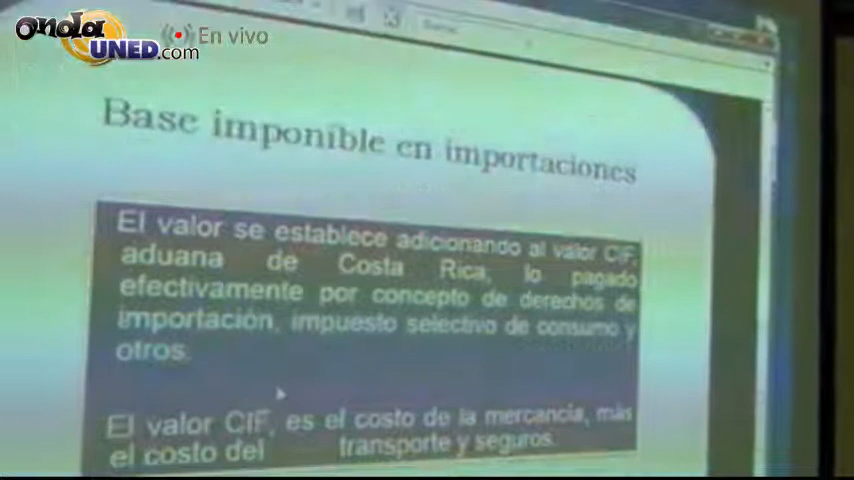 onda
UNED.com
En vivo
Base imponible en importaciones
El valor se establece adicionando al valor CIF,
aduana de Costa Rica, lo pagado
efectivamente por concepto de derechos de
importación, impuesto selectivo de consumo y
otros.
El valor CIF, es el costo de la mercancía, más
el costo del transporte y seguros.